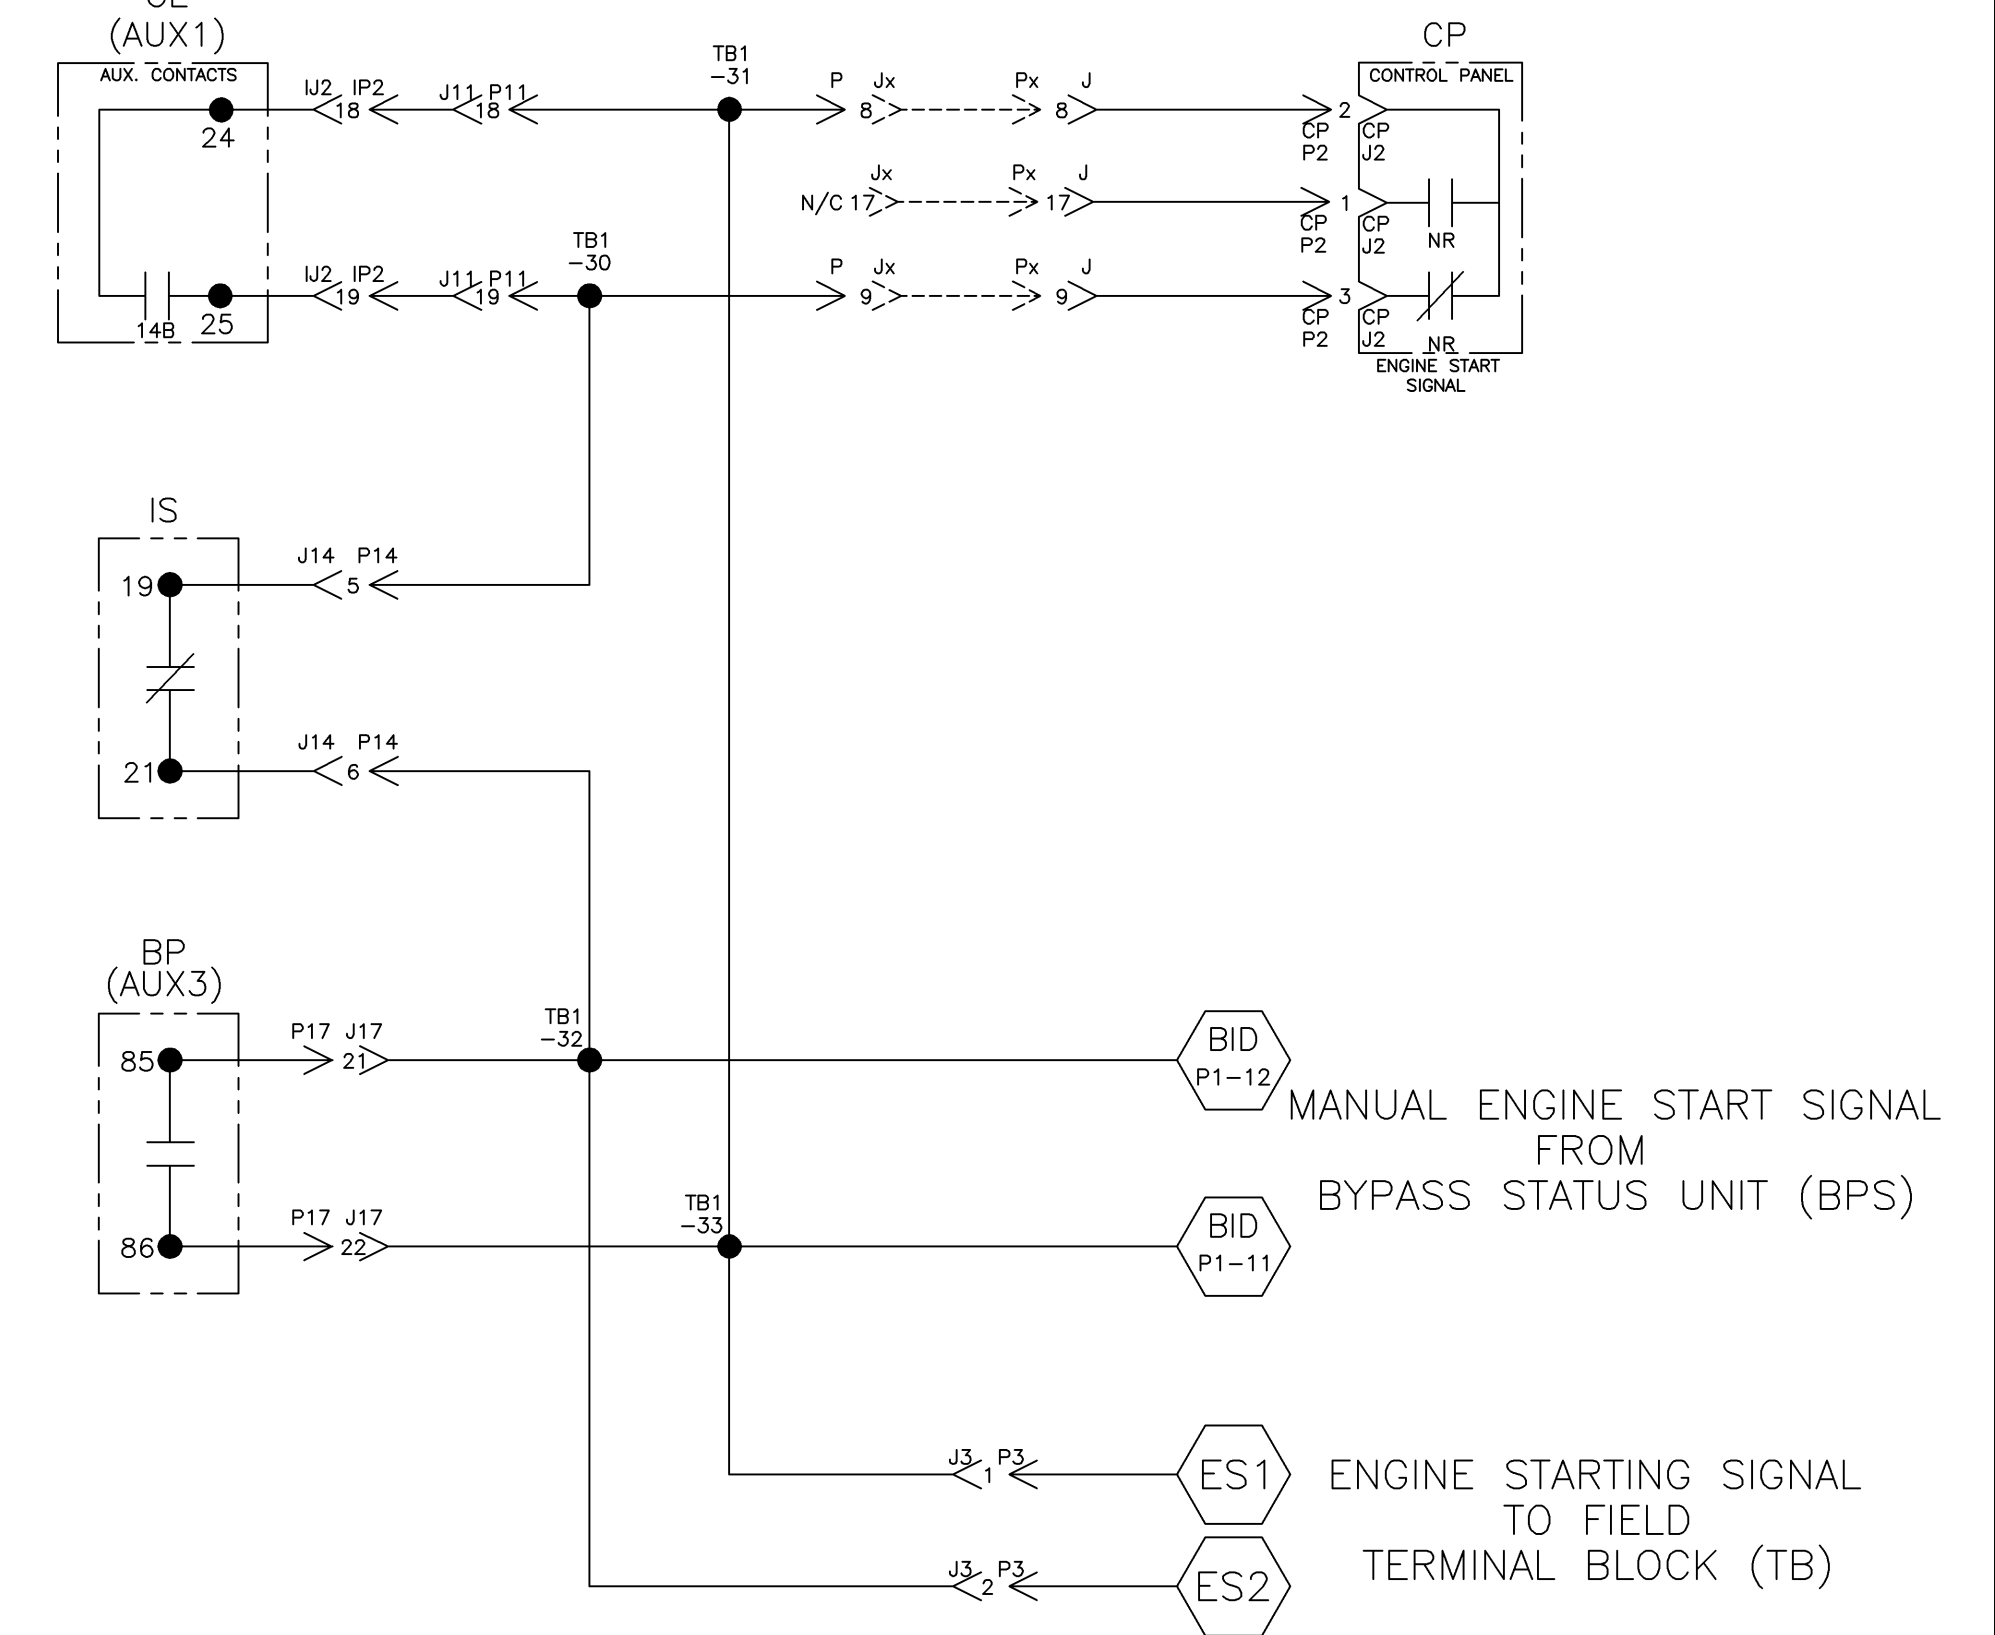 (AUX1)
AUX. CONTACTS
24
14B
25
IJ2 IP2
18
J11 P11
18
TB1
-31
P Jx Px J
8 8
2
CP CP
P2 J2
CP
CONTROL PANEL
Jx Px J
N/C 17 17
1
CP CP
P2 J2
NR
IJ2 IP2
19
J11 P11
19
TB1
-30
P Jx Px J
9 9
3
CP CP
P2 J2
NR
ENGINE START
SIGNAL
IS
19
J14 P14
5
21
J14 P14
6
BP
(AUX3)
85
P17 J17
21
TB1
-32
BID
P1-12
MANUAL ENGINE START SIGNAL
FROM
BYPASS STATUS UNIT (BPS)
86
P17 J17
22
TB1
-33
BID
P1-11
J3 P3
1
ES1
ENGINE STARTING SIGNAL
TO FIELD
TERMINAL BLOCK (TB)
J3 P3
2
ES2